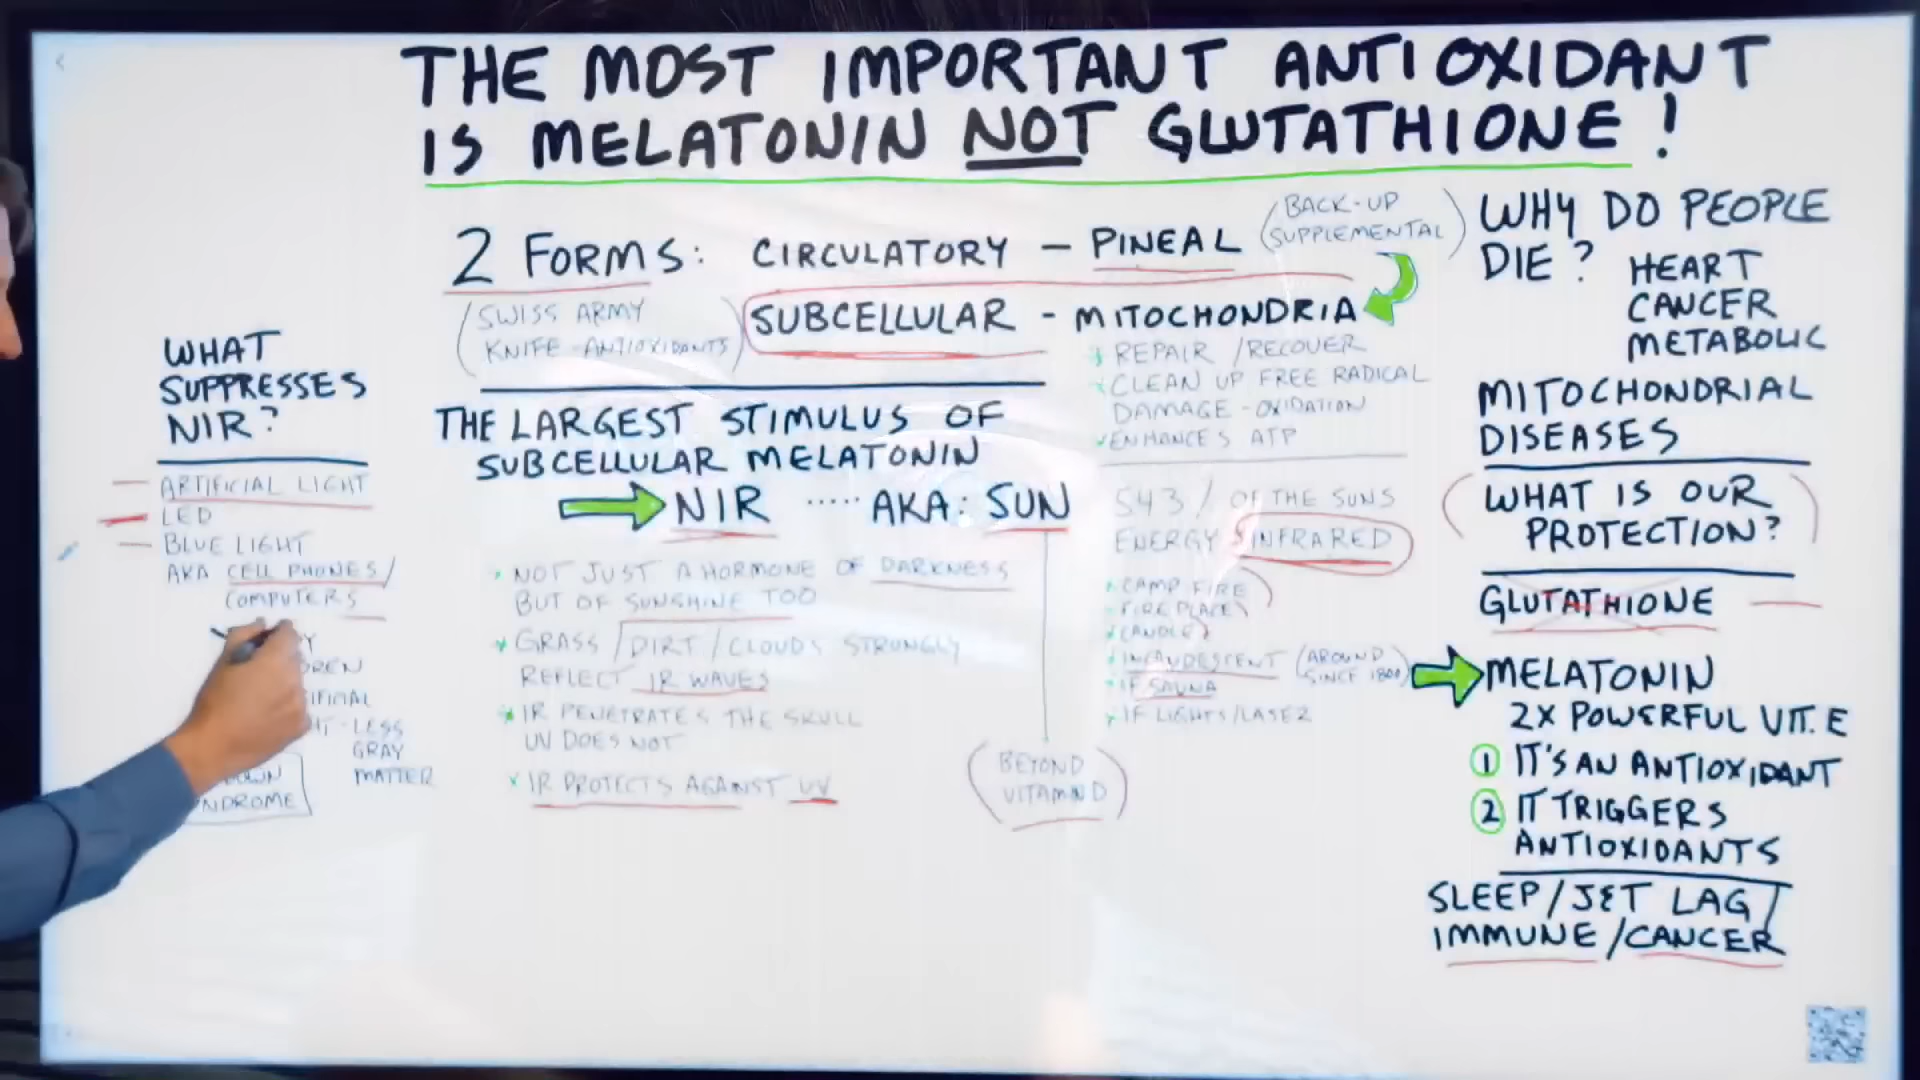 THE MOST IMPORTANT ANTIOXIDANT
IS MELATONIN NOT GLUTATHIONE!
2 FORMS: CIRCULATORY - PINEAL (BACK-UP
SUPPLEMENTAL)
(SWISS ARMY
KNIFE - ANTIOXIDANTS)
SUBCELLULAR - MITOCHONDRIA
REPAIR / RECOVER
CLEAN UP FREE RADICAL
DAMAGE - OXIDATION
ENHANCES ATP
WHAT
SUPPRESSES
NIR?
ARTIFICIAL LIGHT
LED
BLUE LIGHT
AKA CELL PHONES/
COMPUTERS
LESS
GRAY
MATTER
THE LARGEST STIMULUS OF
SUBCELLULAR MELATONIN
NIR ..... AKA: SUN
NOT JUST A HORMONE OF DARKNESS
BUT OF SUNSHINE TOO
GRASS / DIRT / CLOUDS STRONGLY
REFLECT IR WAVES
IR PENETRATES THE SKULL
UV DOES NOT
IR PROTECTS AGAINST UV
(BEYOND
VITAMIN D)
OF THE SUNS
ENERGY INFRARED
CAMP FIRE
FIRE PLACE
CANDLE
INCANDESCENT (AROUND
SINCE 1800)
IF SAUNA
IF LIGHTS/LASER
WHY DO PEOPLE
DIE? HEART
CANCER
METABOLIC
MITOCHONDRIAL
DISEASES
(WHAT IS OUR
PROTECTION?)
GLUTATHIONE
MELATONIN
2X POWERFUL VIT. E
1 IT'S AN ANTIOXIDANT
2 IT TRIGGERS
ANTIOXIDANTS
SLEEP/JET LAG/
IMMUNE/CANCER